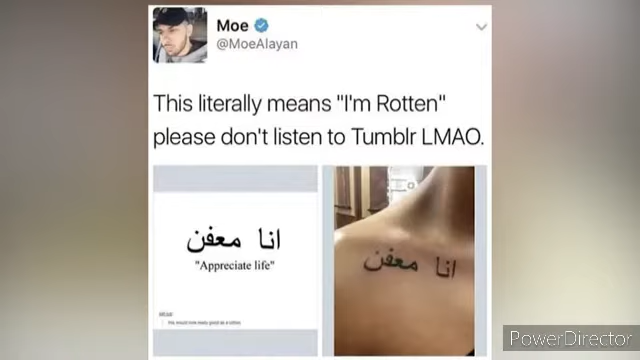 Moe
@MoeAlayan
This literally means "I'm Rotten"
please don't listen to Tumblr LMAO.
انا معفن
"Appreciate life"
انا معفن
PowerDirector